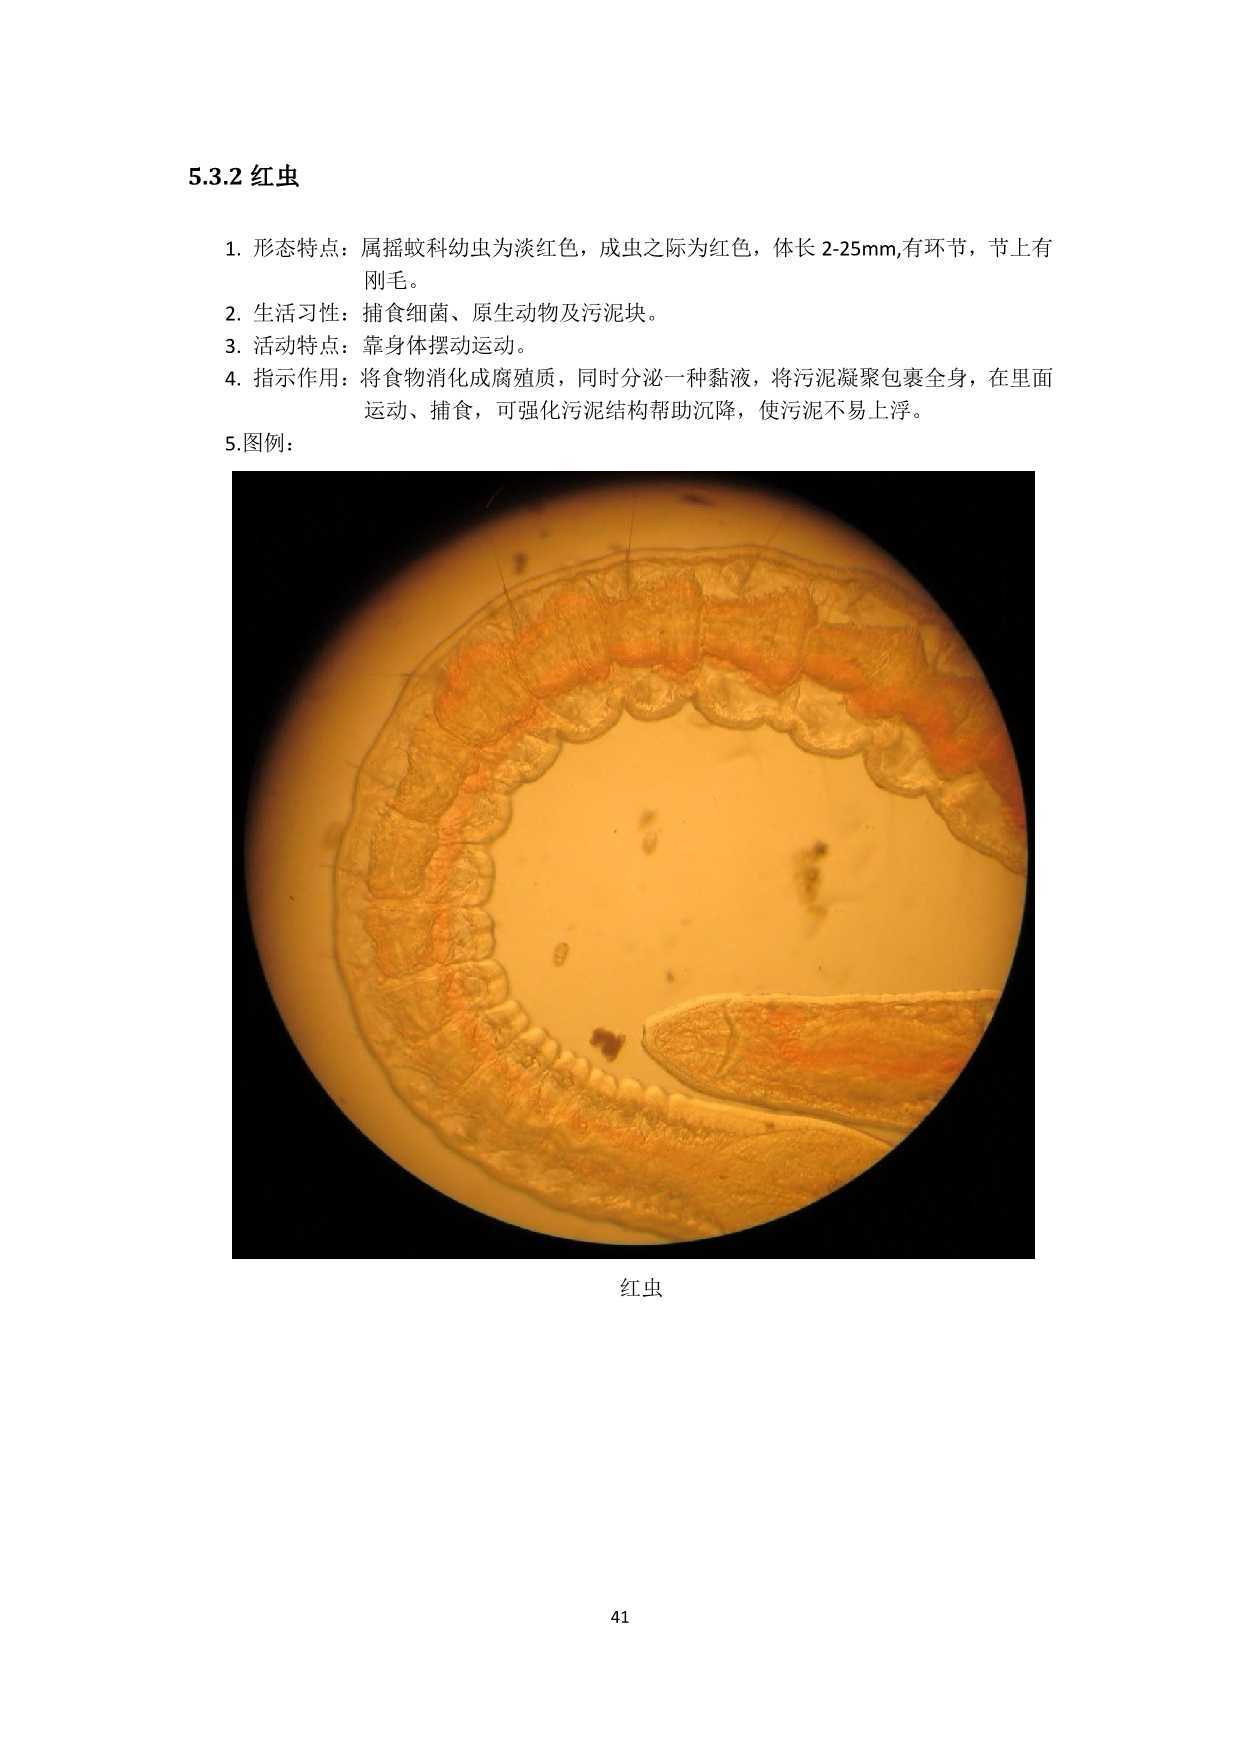 5.3.2 红虫
1. 形态特点：属摇蚊科幼虫为淡红色，成虫之际为红色，体长 2-25mm,有环节，节上有
刚毛。
2. 生活习性：捕食细菌、原生动物及污泥块。
3. 活动特点：靠身体摆动运动。
4. 指示作用：将食物消化成腐殖质，同时分泌一种黏液，将污泥凝聚包裹全身，在里面
运动、捕食，可强化污泥结构帮助沉降，使污泥不易上浮。
5.图例：
红虫
41